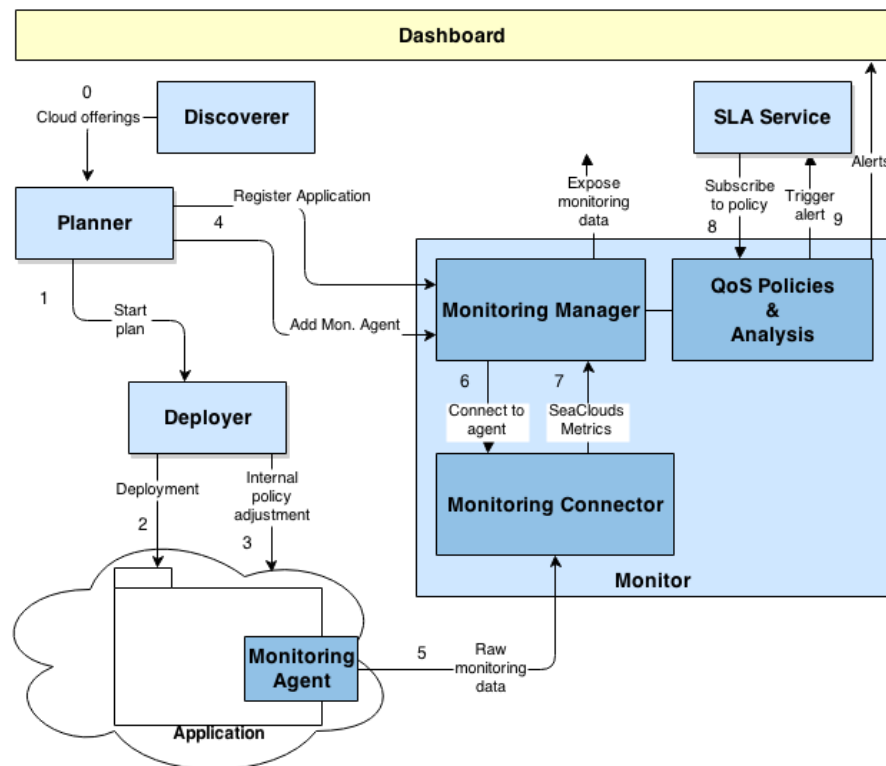 Dashboard
0
Cloud offerings
Discoverer
SLA Service
Alerts
Expose
monitoring
data
Subscribe
to policy
8
Trigger
alert
9
Planner
Register Application
4
Add Mon. Agent
1
Start
plan
Monitoring Manager
QoS Policies
&
Analysis
6
Connect to
agent
7
SeaClouds
Metrics
Deployer
Deployment
2
Internal
policy
adjustment
3
Monitoring Connector
Monitor
Monitoring
Agent
5
Raw
monitoring
data
Application